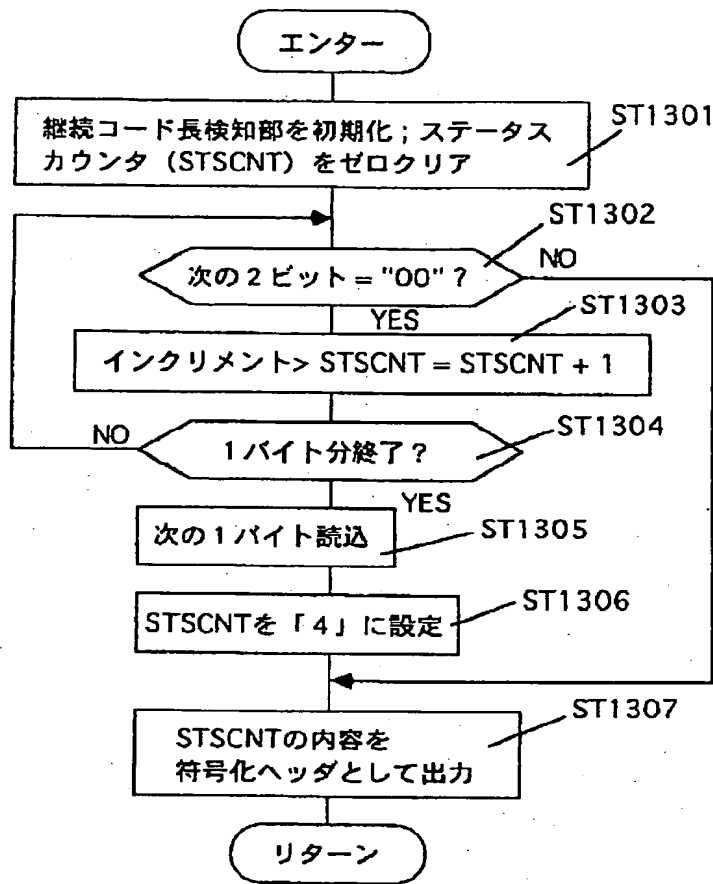 エンター
継続コード長検知部を初期化；ステータス
カウンタ（STSCNT）をゼロクリア
ST1301
ST1302
次の2ビット = "00"？
NO
YES
ST1303
インクリメント> STSCNT = STSCNT + 1
NO
1バイト分終了？
ST1304
YES
次の1バイト読込
ST1305
STSCNTを「4」に設定
ST1306
ST1307
STSCNTの内容を
符号化ヘッダとして出力
リターン